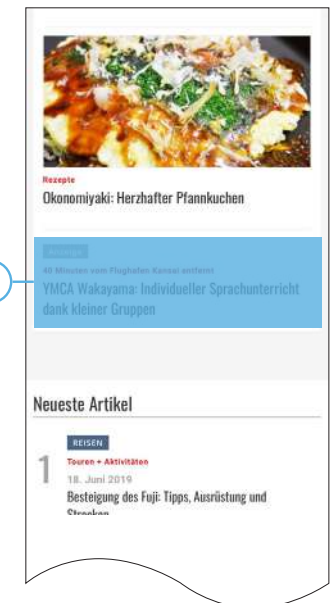 Rezepte
Okonomiyaki: Herzhafter Pfannkuchen
Anzeige
40 Minuten vom Flughafen Kansai entfernt
YMCA Wakayama: Individueller Sprachunterricht
dank kleiner Gruppen
Neueste Artikel
1
REISEN
Touren + Aktivitäten
18. Juni 2019
Besteigung des Fuji: Tipps, Ausrüstung und
Strecken